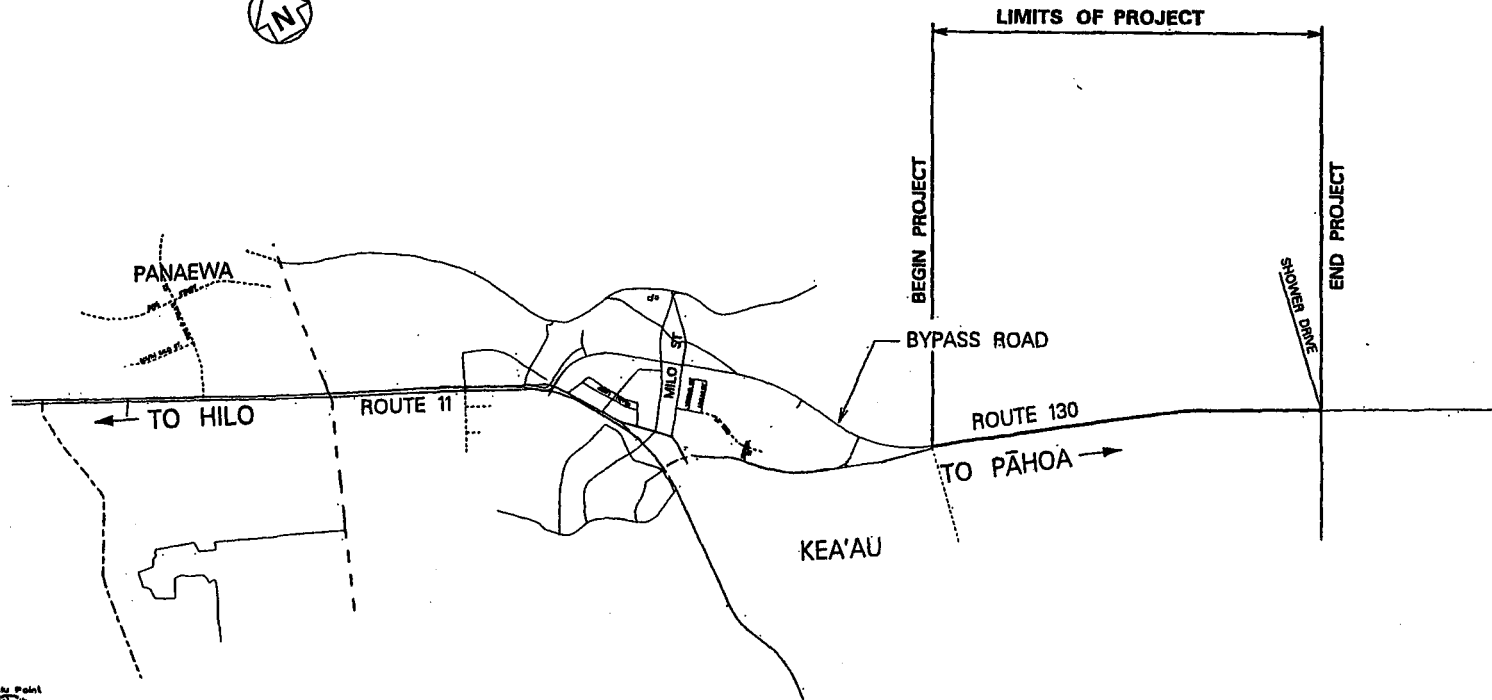 N
LIMITS OF PROJECT
BEGIN PROJECT
END PROJECT
SHOWER DRIVE
PANAEWA
BYPASS ROAD
MILO ST
ROUTE 11
TO HILO
ROUTE 130
TO PĀHOA
KEA'AU
Point